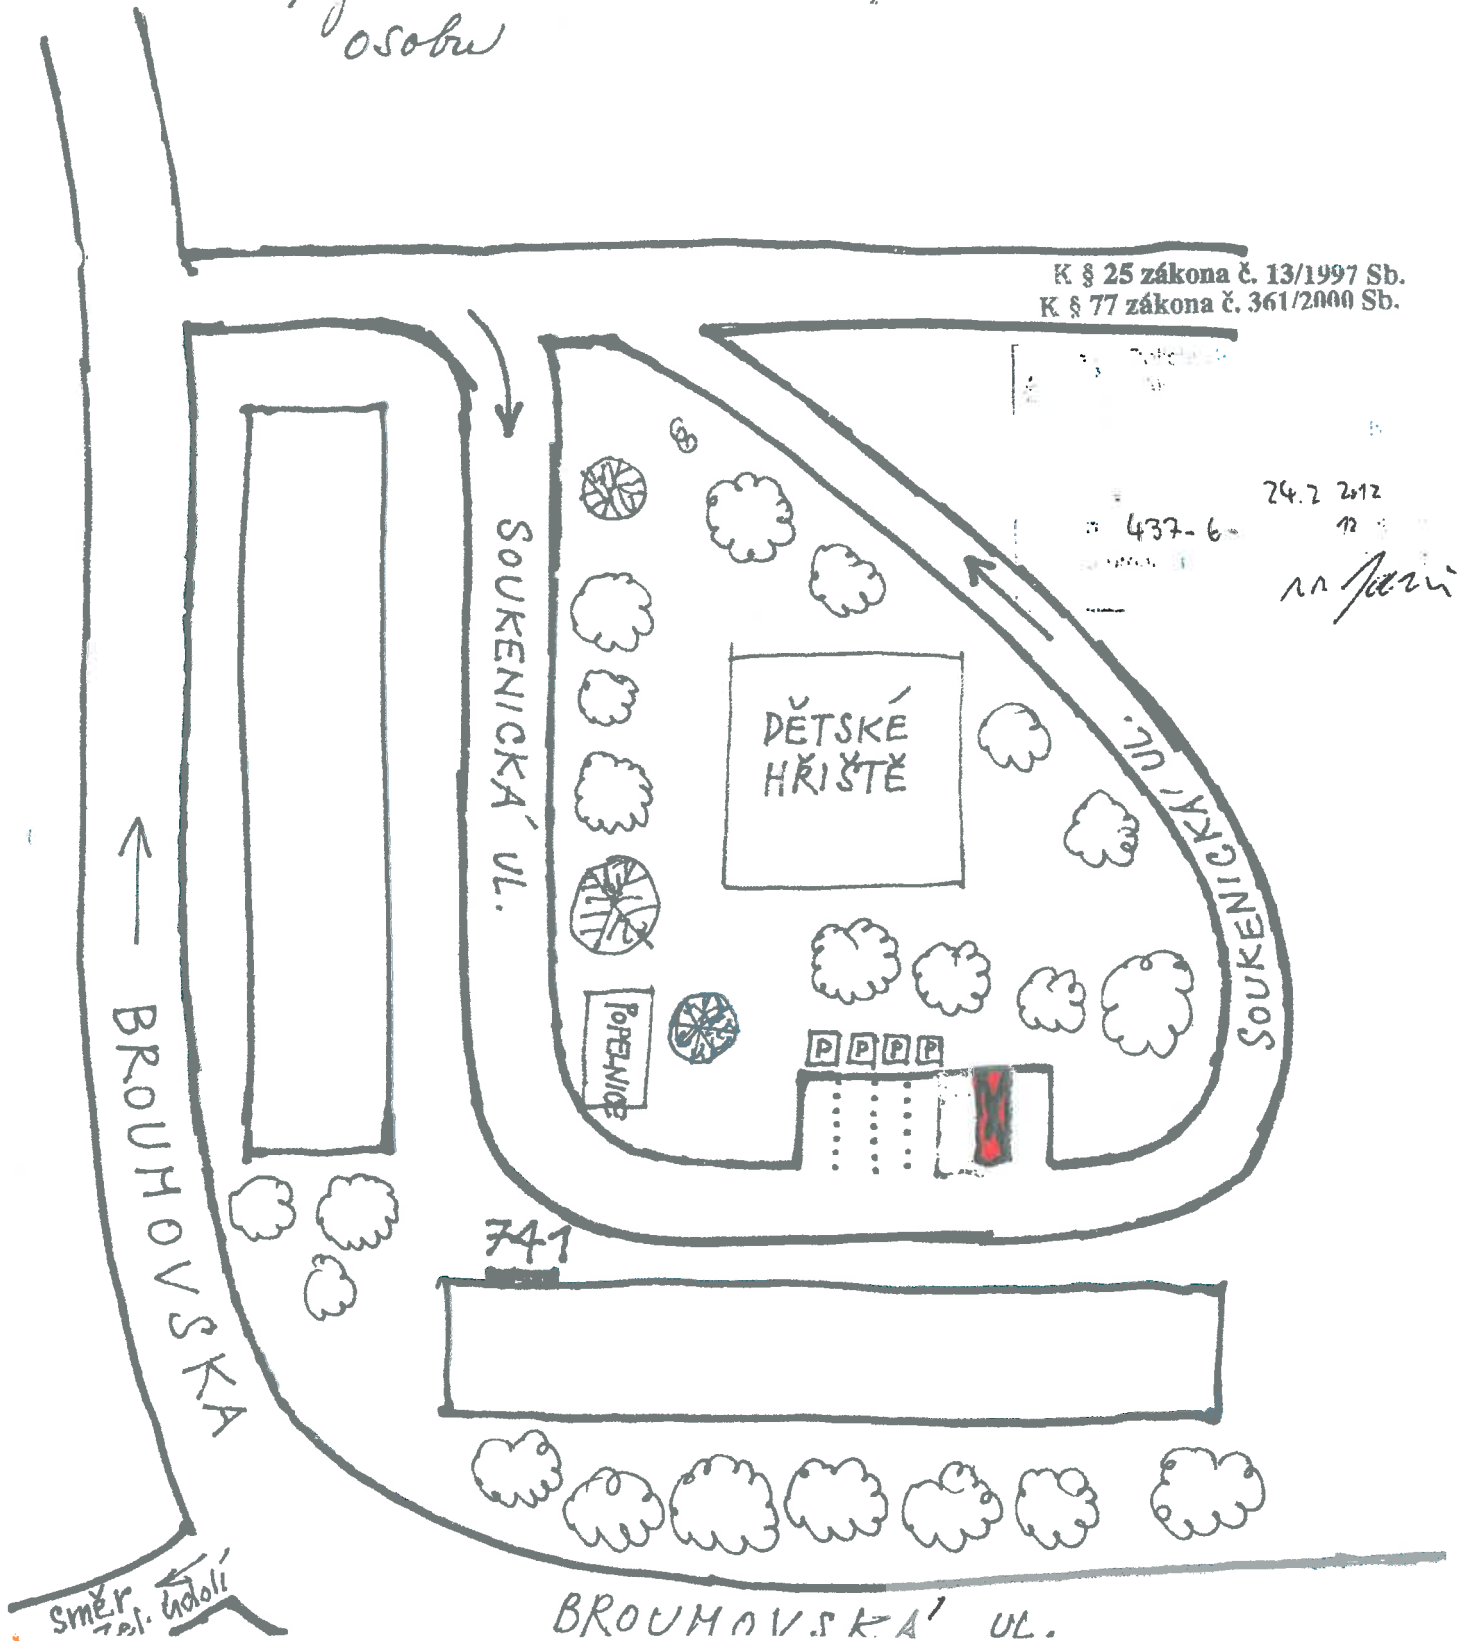 osobu
K § 25 zákona č. 13/1997 Sb.
K § 77 zákona č. 361/2000 Sb.
24.2 2012
437-6-
SOUKENICKÁ UL.
DĚTSKÉ
HŘIŠTĚ
SOUKENICKÁ UL.
POPELNICE
P P P P
BROUMOVSKA
741
směr
údolí
BROUMOVSKÁ UL.